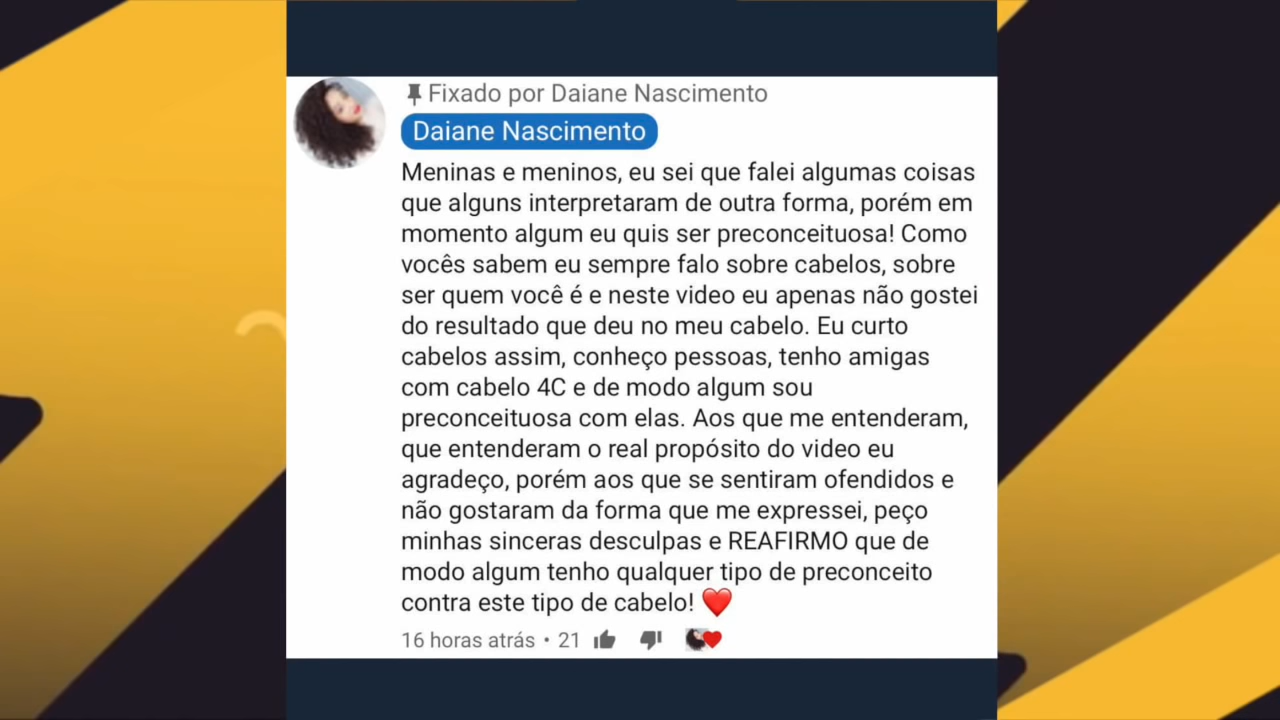 Fixado por Daiane Nascimento
Daiane Nascimento
Meninas e meninos, eu sei que falei algumas coisas
que alguns interpretaram de outra forma, porém em
momento algum eu quis ser preconceituosa! Como
vocês sabem eu sempre falo sobre cabelos, sobre
ser quem você é e neste video eu apenas não gostei
do resultado que deu no meu cabelo. Eu curto
cabelos assim, conheço pessoas, tenho amigas
com cabelo 4C e de modo algum sou
preconceituosa com elas. Aos que me entenderam,
que entenderam o real propósito do video eu
agradeço, porém aos que se sentiram ofendidos e
não gostaram da forma que me expressei, peço
minhas sinceras desculpas e REAFIRMO que de
modo algum tenho qualquer tipo de preconceito
contra este tipo de cabelo! ❤️
16 horas atrás • 21